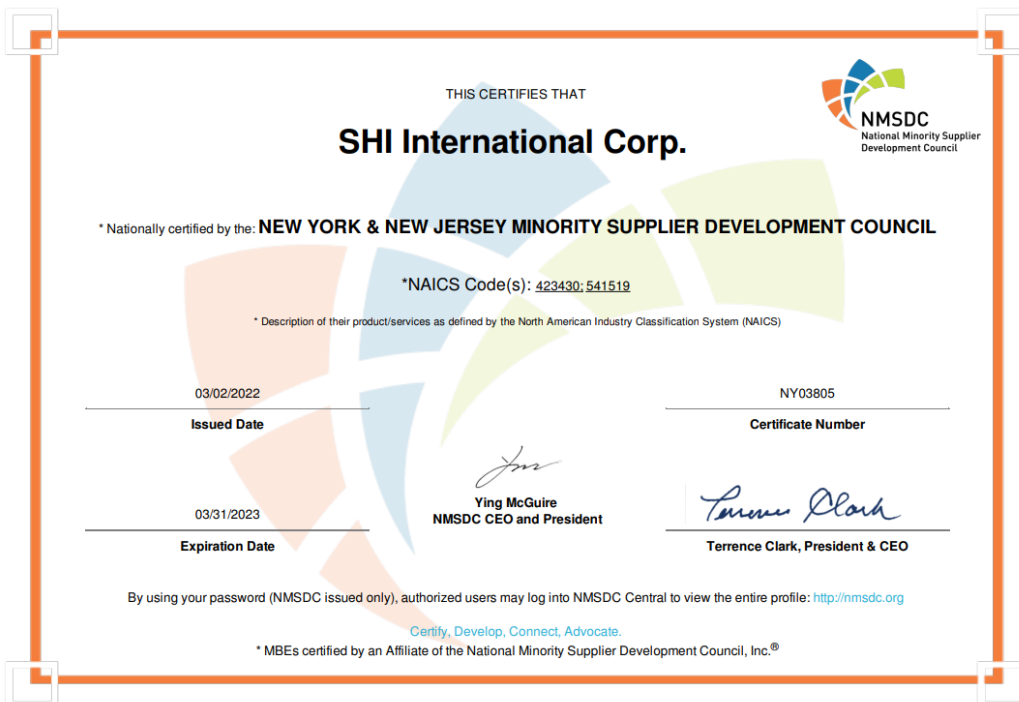 THIS CERTIFIES THAT
NMSDC
National Minority Supplier
Development Council
SHI International Corp.
* Nationally certified by the: NEW YORK & NEW JERSEY MINORITY SUPPLIER DEVELOPMENT COUNCIL
*NAICS Code(s): 423430; 541519
* Description of their product/services as defined by the North American Industry Classification System (NAICS)
03/02/2022
Issued Date
NY03805
Certificate Number
03/31/2023
Expiration Date
Ying McGuire
NMSDC CEO and President
Terrence Clark
Terrence Clark, President & CEO
By using your password (NMSDC issued only), authorized users may log into NMSDC Central to view the entire profile: http://nmsdc.org
Certify, Develop, Connect, Advocate.
* MBEs certified by an Affiliate of the National Minority Supplier Development Council, Inc.®